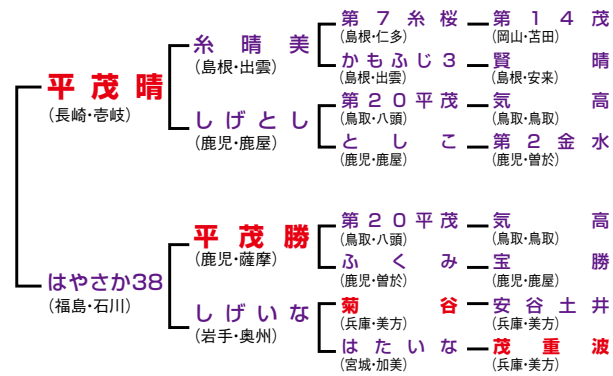 第7糸桜 第14茂
(島根・仁多) (岡山・苫田)
糸晴美
(島根・出雲)
かもふじ3 賢晴
(島根・出雲) (島根・安来)
平茂晴
(長崎・壱岐)
第20平茂 気高
(鳥取・八頭) (鳥取・鳥取)
しげとし
(鹿児・鹿屋)
としこ 第2金水
(鹿児・鹿屋) (鹿児・曽於)
第20平茂 気高
(鳥取・八頭) (鳥取・鳥取)
平茂勝
(鹿児・薩摩)
ふくみ 宝勝
(鹿児・曽於) (鹿児・鹿屋)
はやさか38
(福島・石川)
菊谷 安谷土井
(兵庫・美方) (兵庫・美方)
しげいな
(岩手・奥州)
はたいな 茂重波
(宮城・加美) (兵庫・美方)